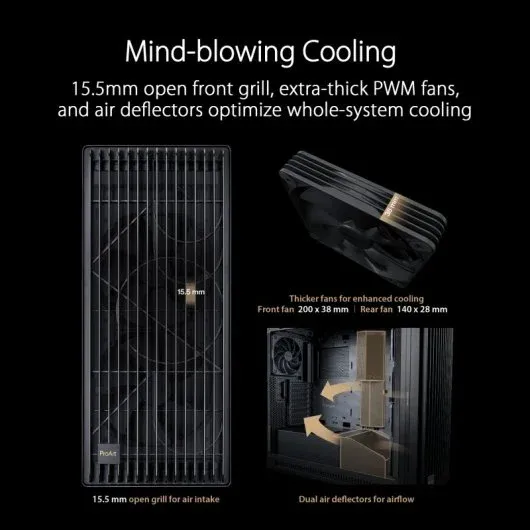 Mind-blowing Cooling
15.5mm open front grill, extra-thick PWM fans,
and air deflectors optimize whole-system cooling
15.5 mm
ProArt
15.5 mm open grill for air intake
38 mm
Thicker fans for enhanced cooling
Front fan 200 x 38 mm | Rear fan 140 x 28 mm
Dual air deflectors for airflow